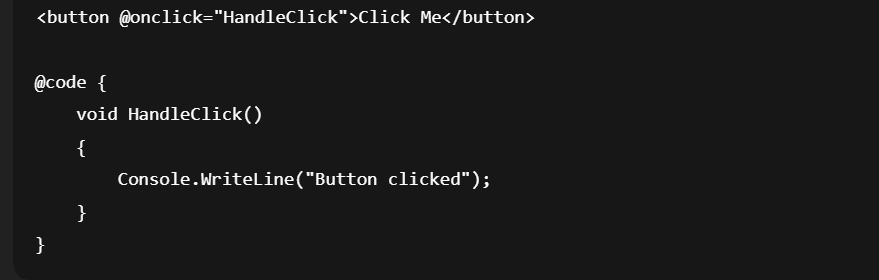 <button @onclick="HandleClick">Click Me</button>
@code {
    void HandleClick()
    {
        Console.WriteLine("Button clicked");
    }
}